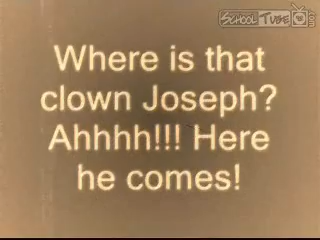 SCHOOLTUBE
Where is that
clown Joseph?
Ahhhh!!! Here
he comes!